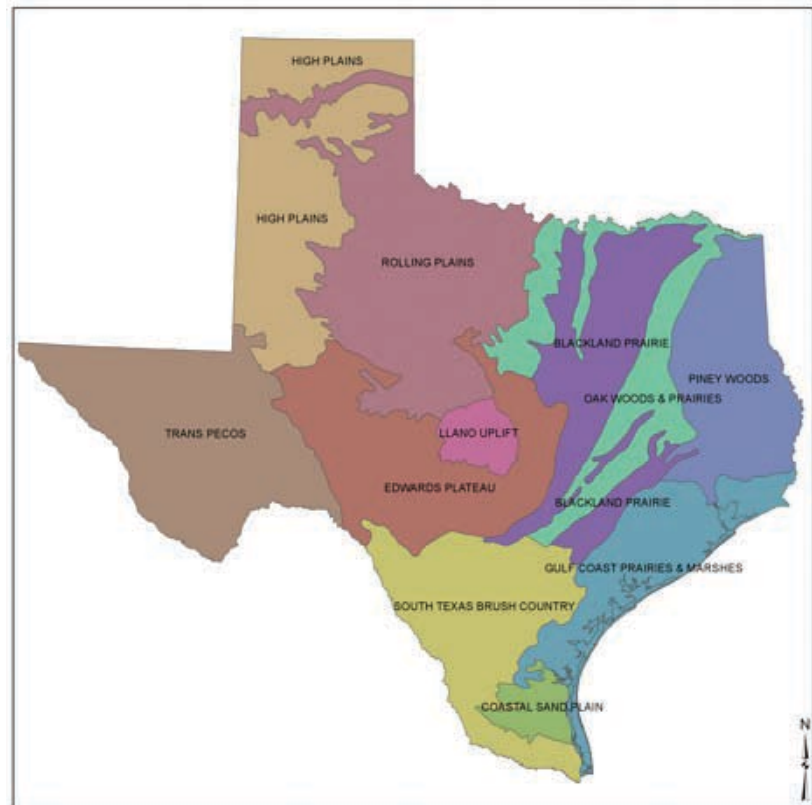 HIGH PLAINS
HIGH PLAINS
ROLLING PLAINS
BLACKLAND PRAIRIE
PINEY WOODS
OAK WOODS & PRAIRIES
TRANS PECOS
LLANO UPLIFT
EDWARDS PLATEAU
BLACKLAND PRAIRIE
GULF COAST PRAIRIES & MARSHES
SOUTH TEXAS BRUSH COUNTRY
COASTAL SAND PLAIN
N